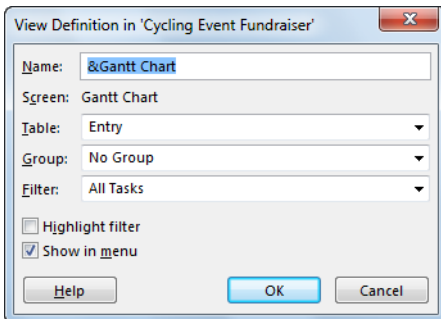 View Definition in 'Cycling Event Fundraiser'
Name: &Gantt Chart
Screen: Gantt Chart
Table: Entry
Group: No Group
Filter: All Tasks
Highlight filter
Show in menu
Help OK Cancel